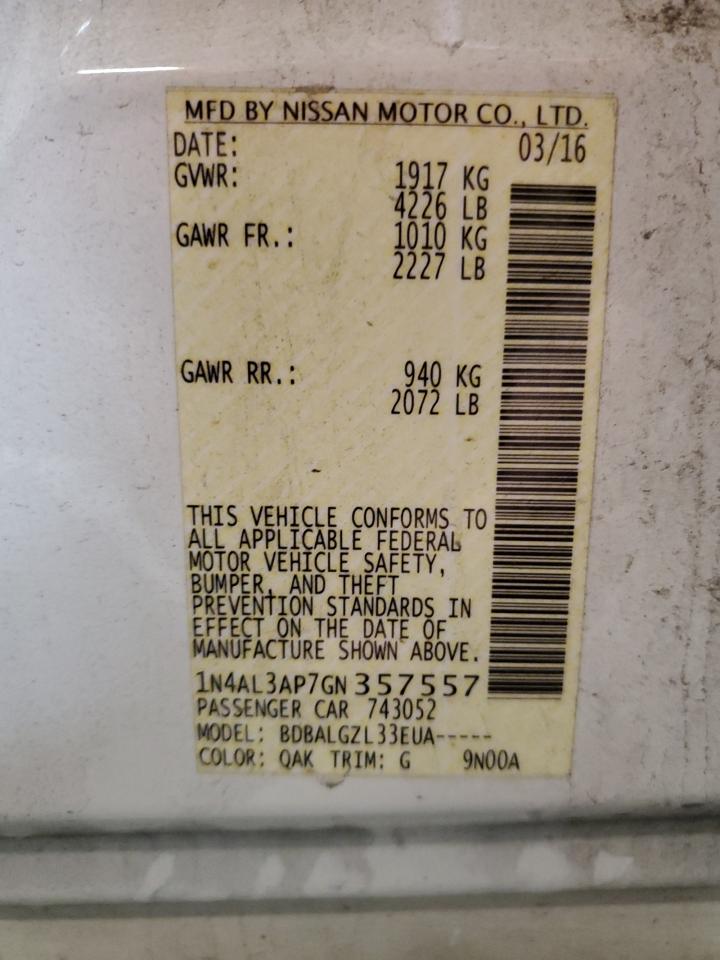 MFD BY NISSAN MOTOR CO., LTD.
DATE: 03/16
GVWR: 1917 KG
4226 LB
GAWR FR.: 1010 KG
2227 LB
GAWR RR.: 940 KG
2072 LB
THIS VEHICLE CONFORMS TO
ALL APPLICABLE FEDERAL
MOTOR VEHICLE SAFETY,
BUMPER, AND THEFT
PREVENTION STANDARDS IN
EFFECT ON THE DATE OF
MANUFACTURE SHOWN ABOVE.
1N4AL3AP7GN357557
PASSENGER CAR 743052
MODEL: BDBALGZL33EUA-----
COLOR: QAK TRIM: G 9N00A